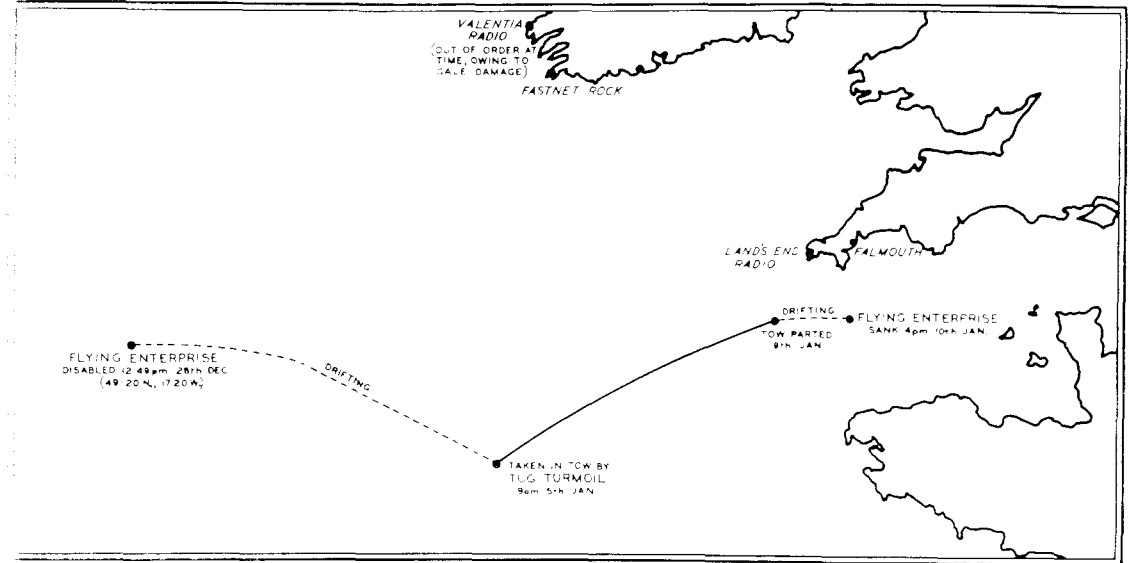 VALENTIA
RADIO
(OUT OF ORDER AT
TIME, OWING TO
GALE DAMAGE)
FASTNET ROCK
LAND'S END
RADIO
FALMOUTH
DRIFTING
FLYING ENTERPRISE
SANK 4pm 10TH JAN.
TOW PARTED
9TH JAN
FLYING ENTERPRISE
DISABLED 12.49pm 28TH DEC
(49.20 N, 17.20 W)
DRIFTING
TAKEN IN TOW BY
TUG TURMOIL
9am 5TH JAN